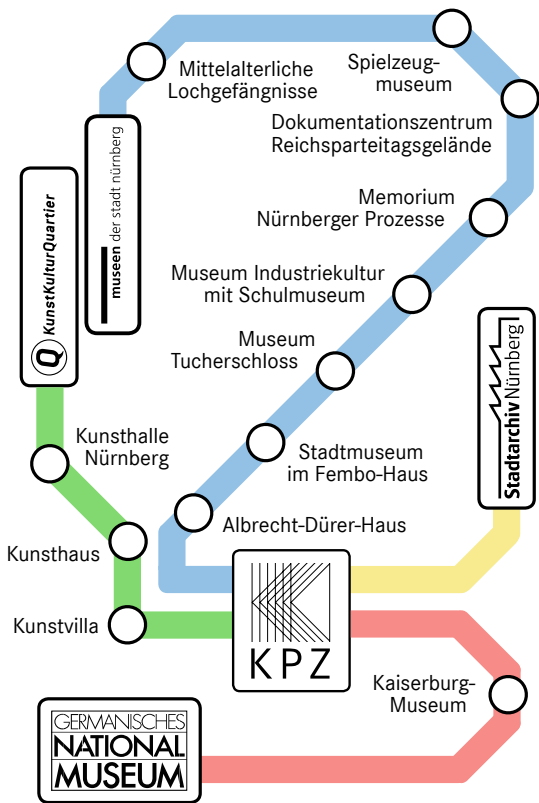 Mittelalterliche
Lochgefängnisse
Spielzeug-
museum
Dokumentationszentrum
Reichsparteitagsgelände
museen der stadt nürnberg
Q KunstKulturQuartier
Memorium
Nürnberger Prozesse
Museum Industriekultur
mit Schulmuseum
Museum
Tucherschloss
Stadtarchiv Nürnberg
Kunsthalle
Nürnberg
Stadtmuseum
im Fembo-Haus
Albrecht-Dürer-Haus
Kunsthaus
Kunstvilla
KPZ
Kaiserburg-
Museum
GERMANISCHES
NATIONAL
MUSEUM